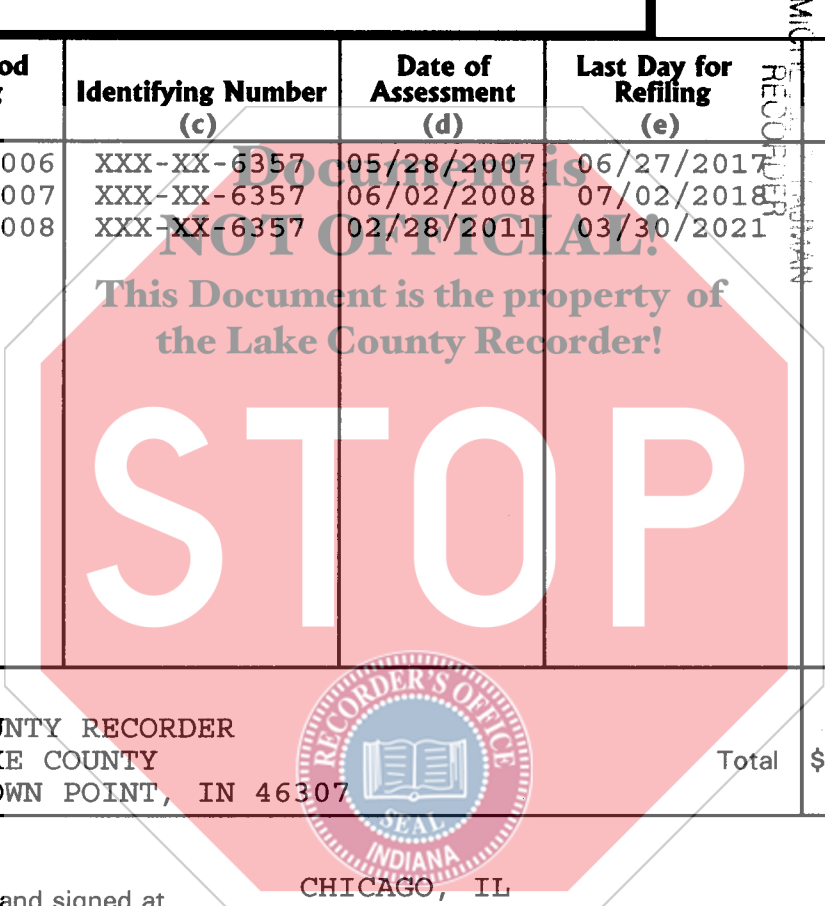 od Identifying Number Date of Assessment Last Day for Refiling
(c) (d) (e)
006 XXX-XX-6357 05/28/2007 06/27/2017
007 XXX-XX-6357 06/02/2008 07/02/2018
008 XXX-XX-6357 02/28/2011 03/30/2021
RECORDER
Document is
NOT OFFICIAL!
This Document is the property of
the Lake County Recorder!
STOP
RECORDER'S OFFICE
SEAL
INDIANA
UNTY RECORDER
KE COUNTY Total $
OWN POINT, IN 46307
and signed at CHICAGO, IL